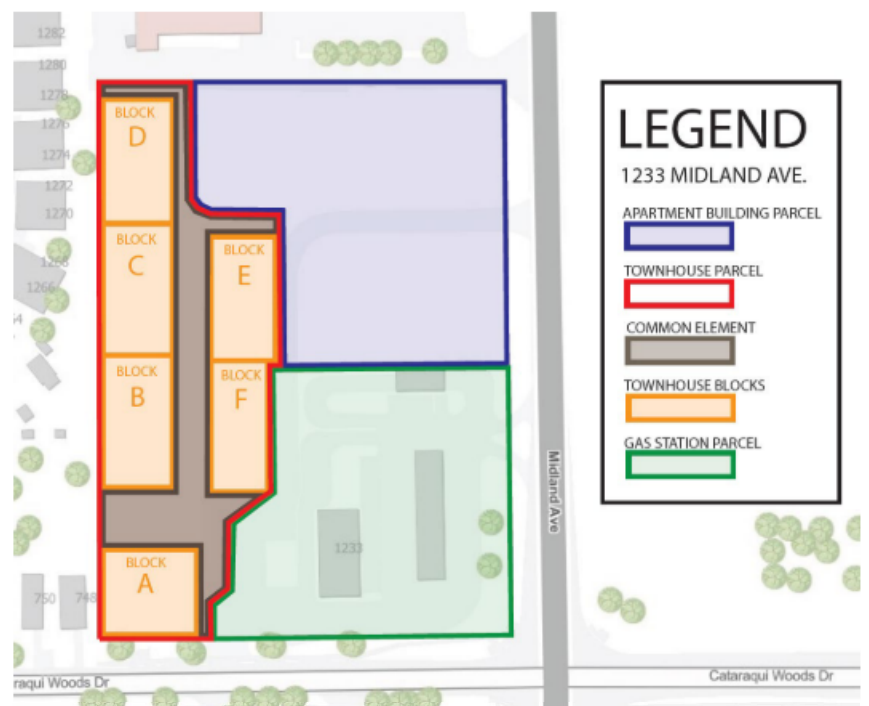 1282
1280
1278
1276
1274
1272
1270
1268
1266
BLOCK
D
BLOCK
C
BLOCK
B
BLOCK
A
BLOCK
E
BLOCK
F
1233
750
748
Midland Ave
raqui Woods Dr
Cataraqui Woods Dr
LEGEND
1233 MIDLAND AVE.
APARTMENT BUILDING PARCEL
TOWNHOUSE PARCEL
COMMON ELEMENT
TOWNHOUSE BLOCKS
GAS STATION PARCEL